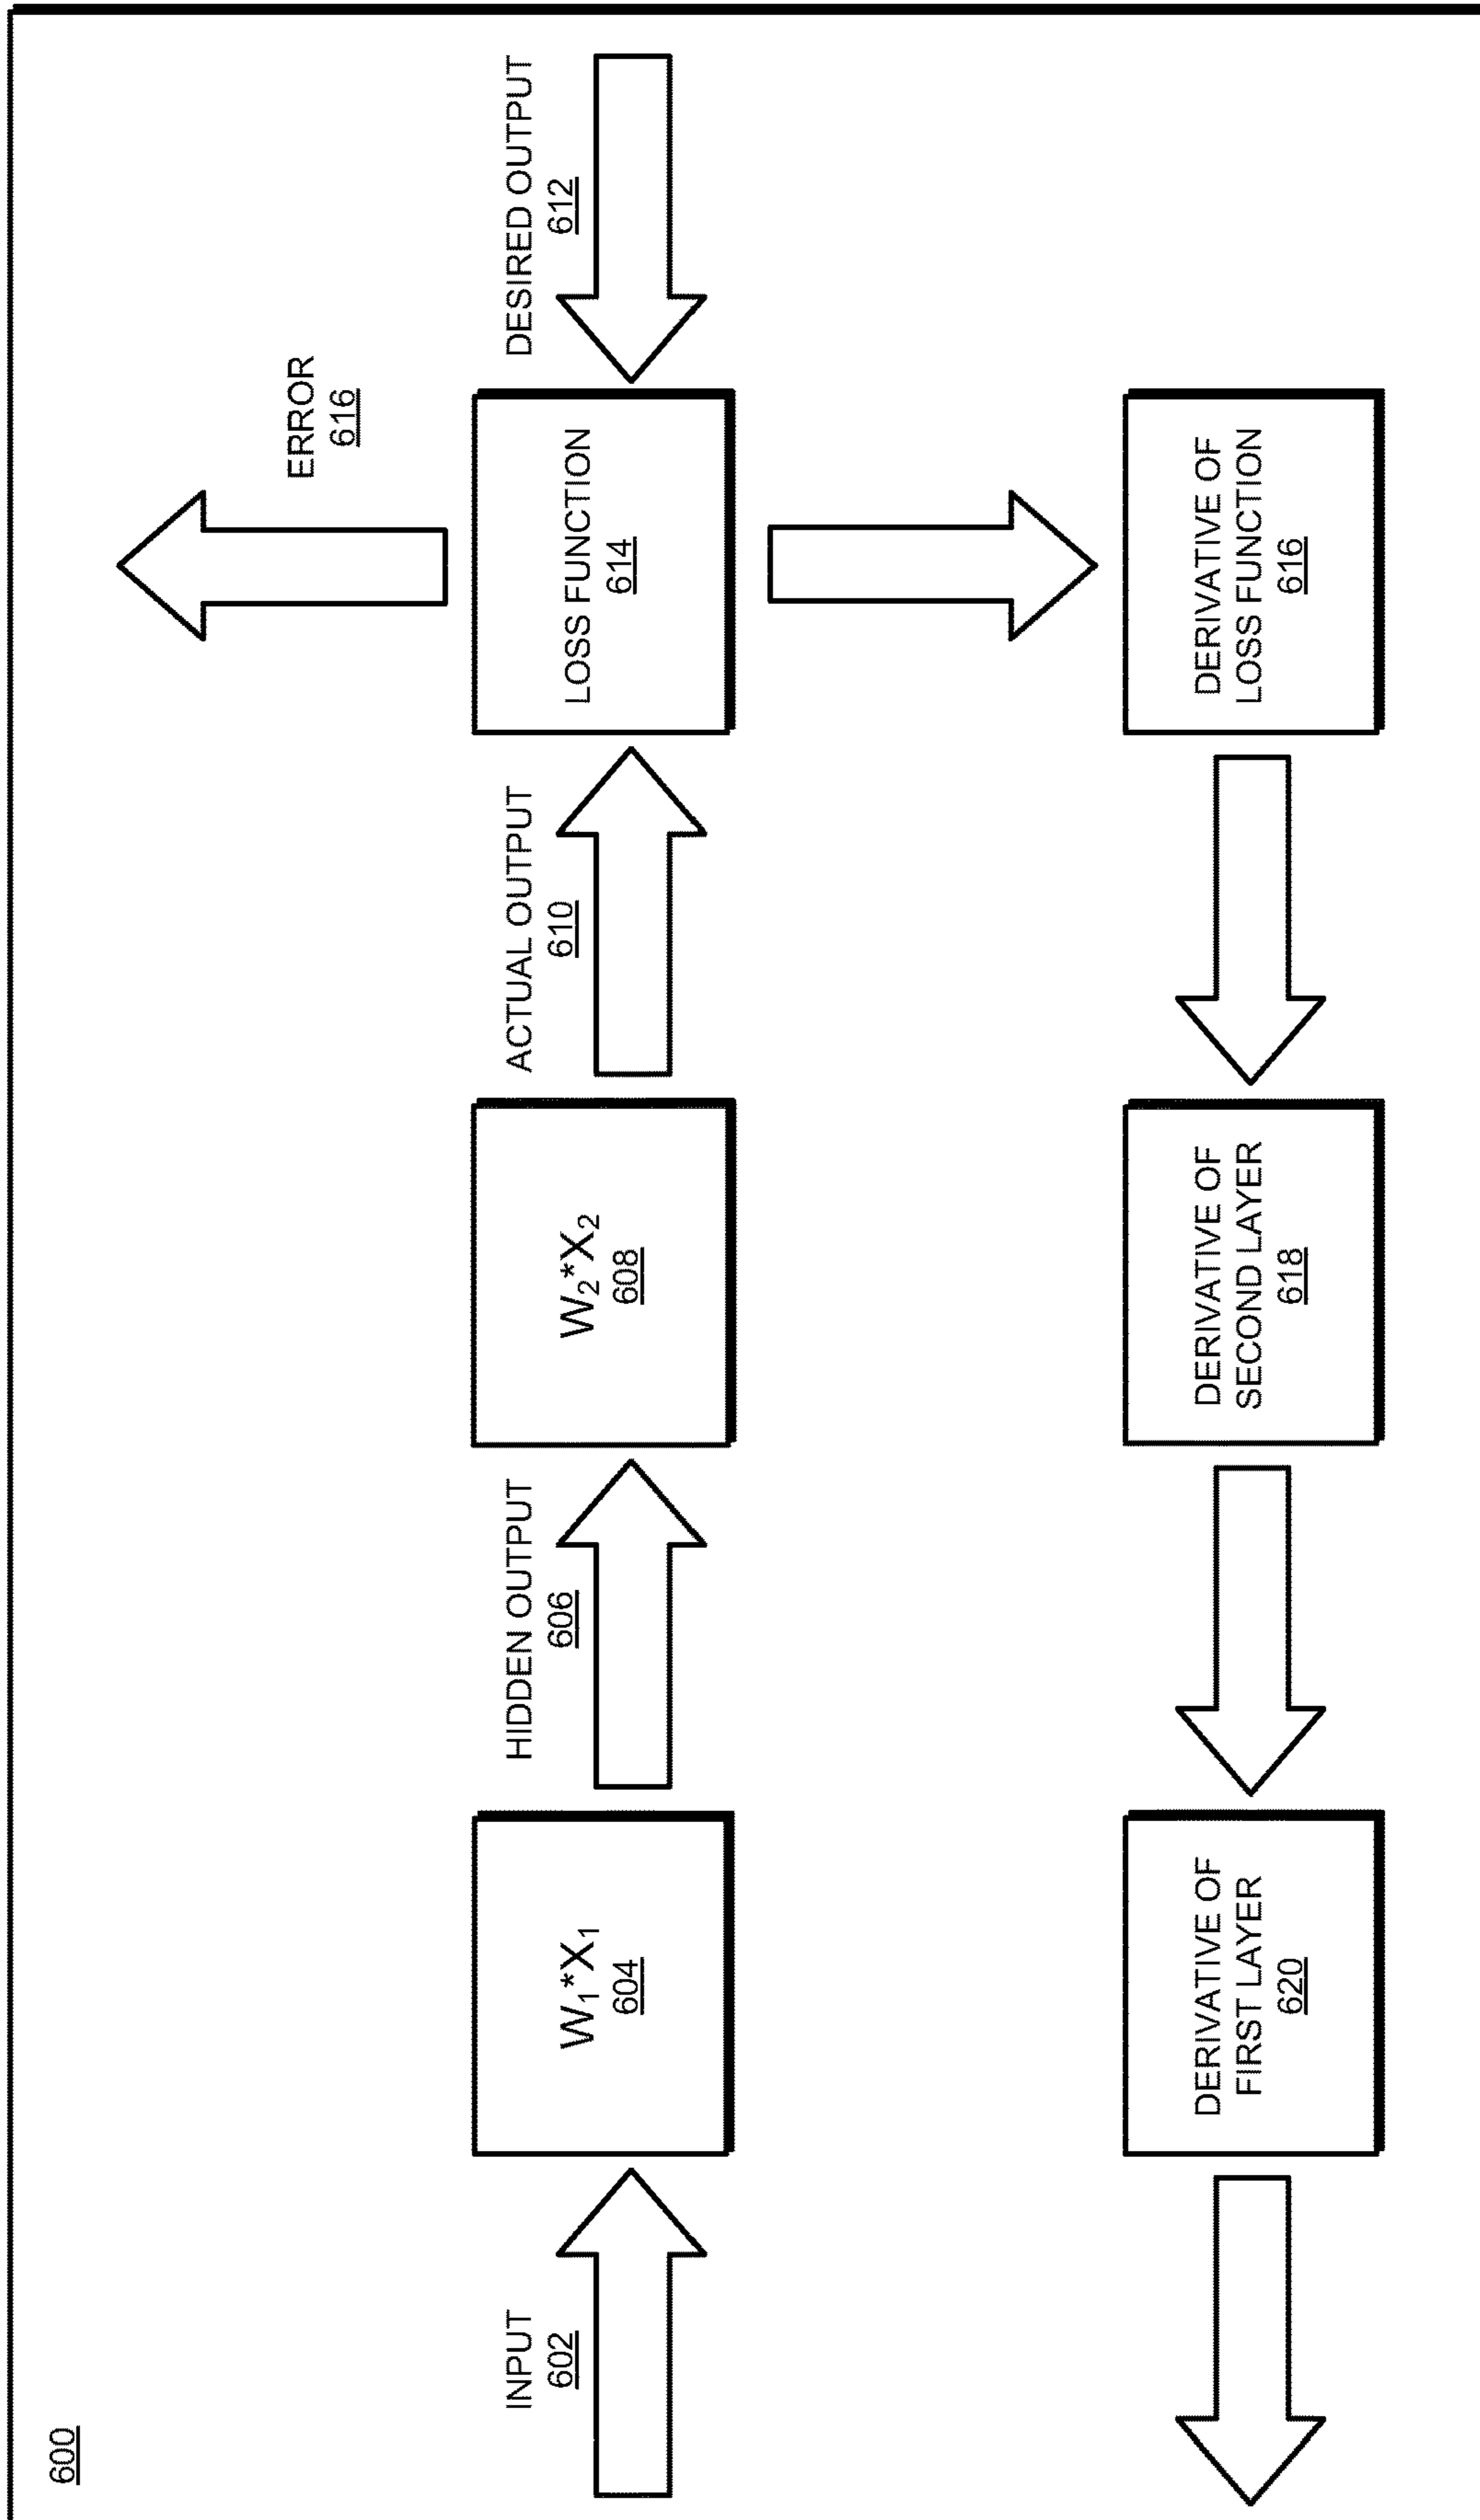 600
ERROR
616
INPUT
602
W₁*X₁
604
HIDDEN OUTPUT
606
W₂*X₂
608
ACTUAL OUTPUT
610
LOSS FUNCTION
614
DESIRED OUTPUT
612
DERIVATIVE OF
FIRST LAYER
620
DERIVATIVE OF
SECOND LAYER
618
DERIVATIVE OF
LOSS FUNCTION
616